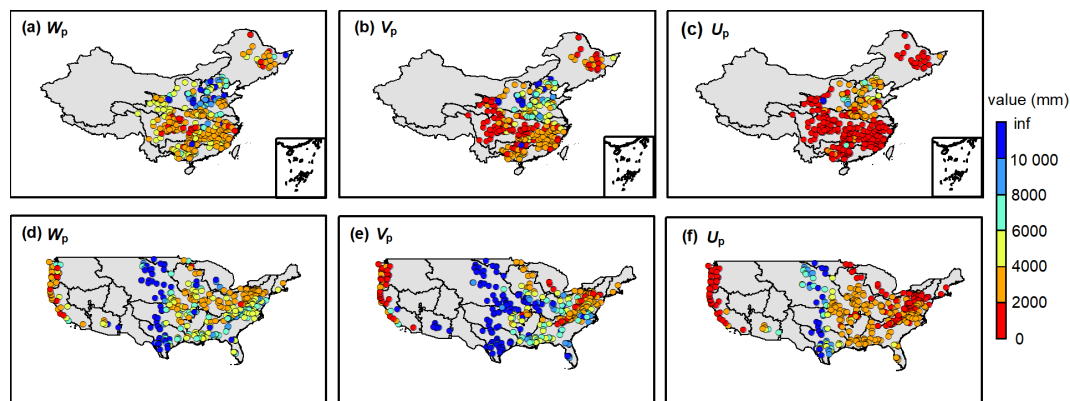 (a) Wp
(b) Vp
(c) Up
value (mm)
inf
10 000
8000
6000
4000
2000
0
(d) Wp
(e) Vp
(f) Up